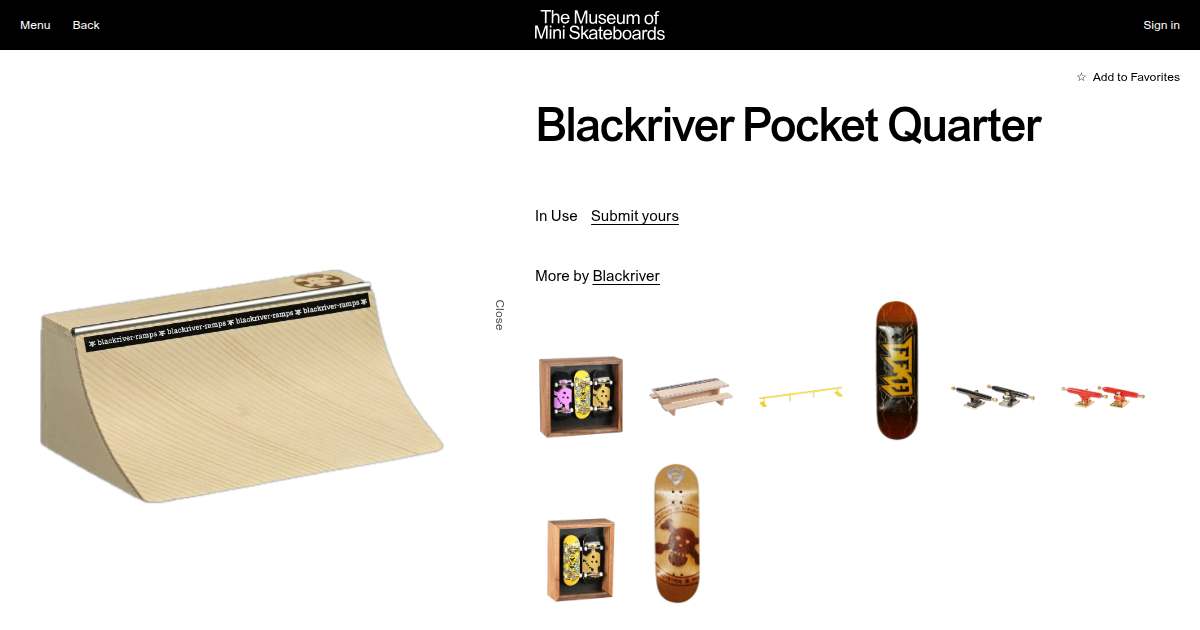 Menu
Back
The Museum of
Mini Skateboards
Sign in
☆ Add to Favorites
Blackriver Pocket Quarter
In Use
Submit yours
More by Blackriver
Close
blackriver-ramps blackriver-ramps blackriver-ramps blackriver-ramps